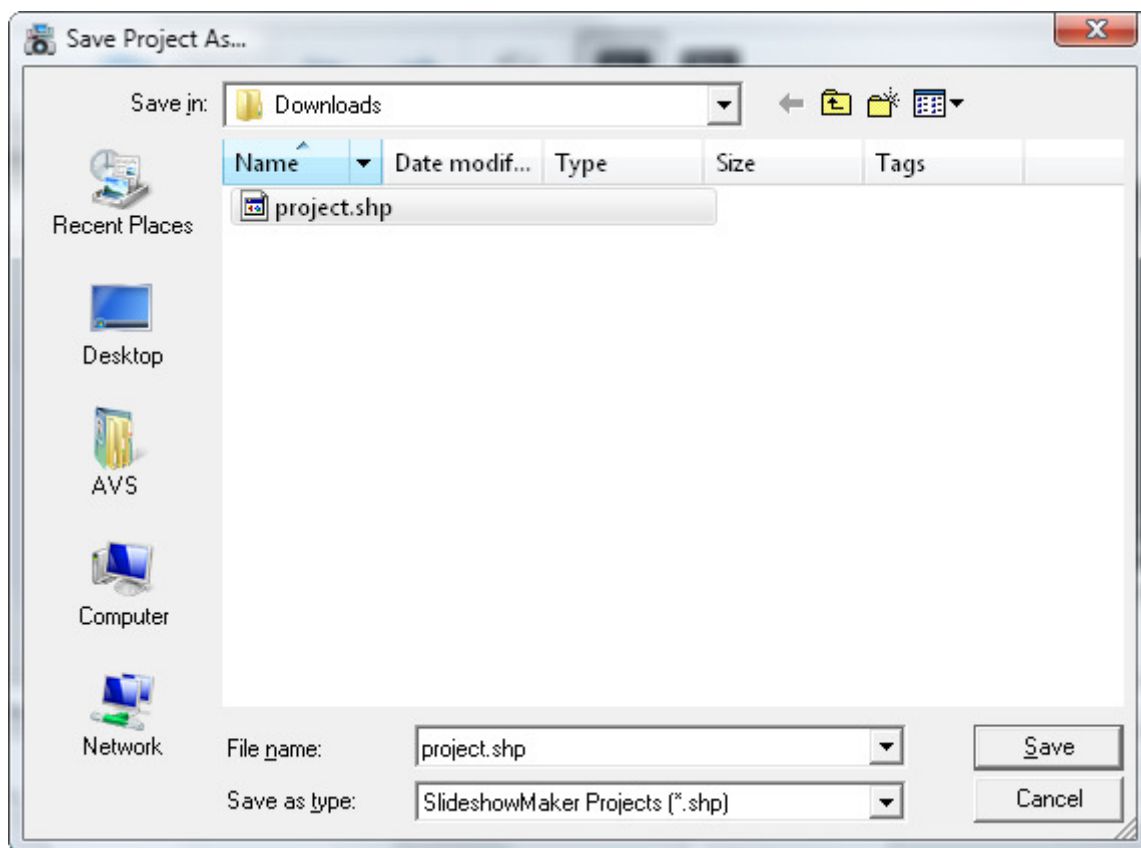 Save Project As...
Save in:
Downloads
Name
Date modif...
Type
Size
Tags
project.shp
Recent Places
Desktop
AVS
Computer
Network
File name:
project.shp
Save
Save as type:
SlideshowMaker Projects (*.shp)
Cancel